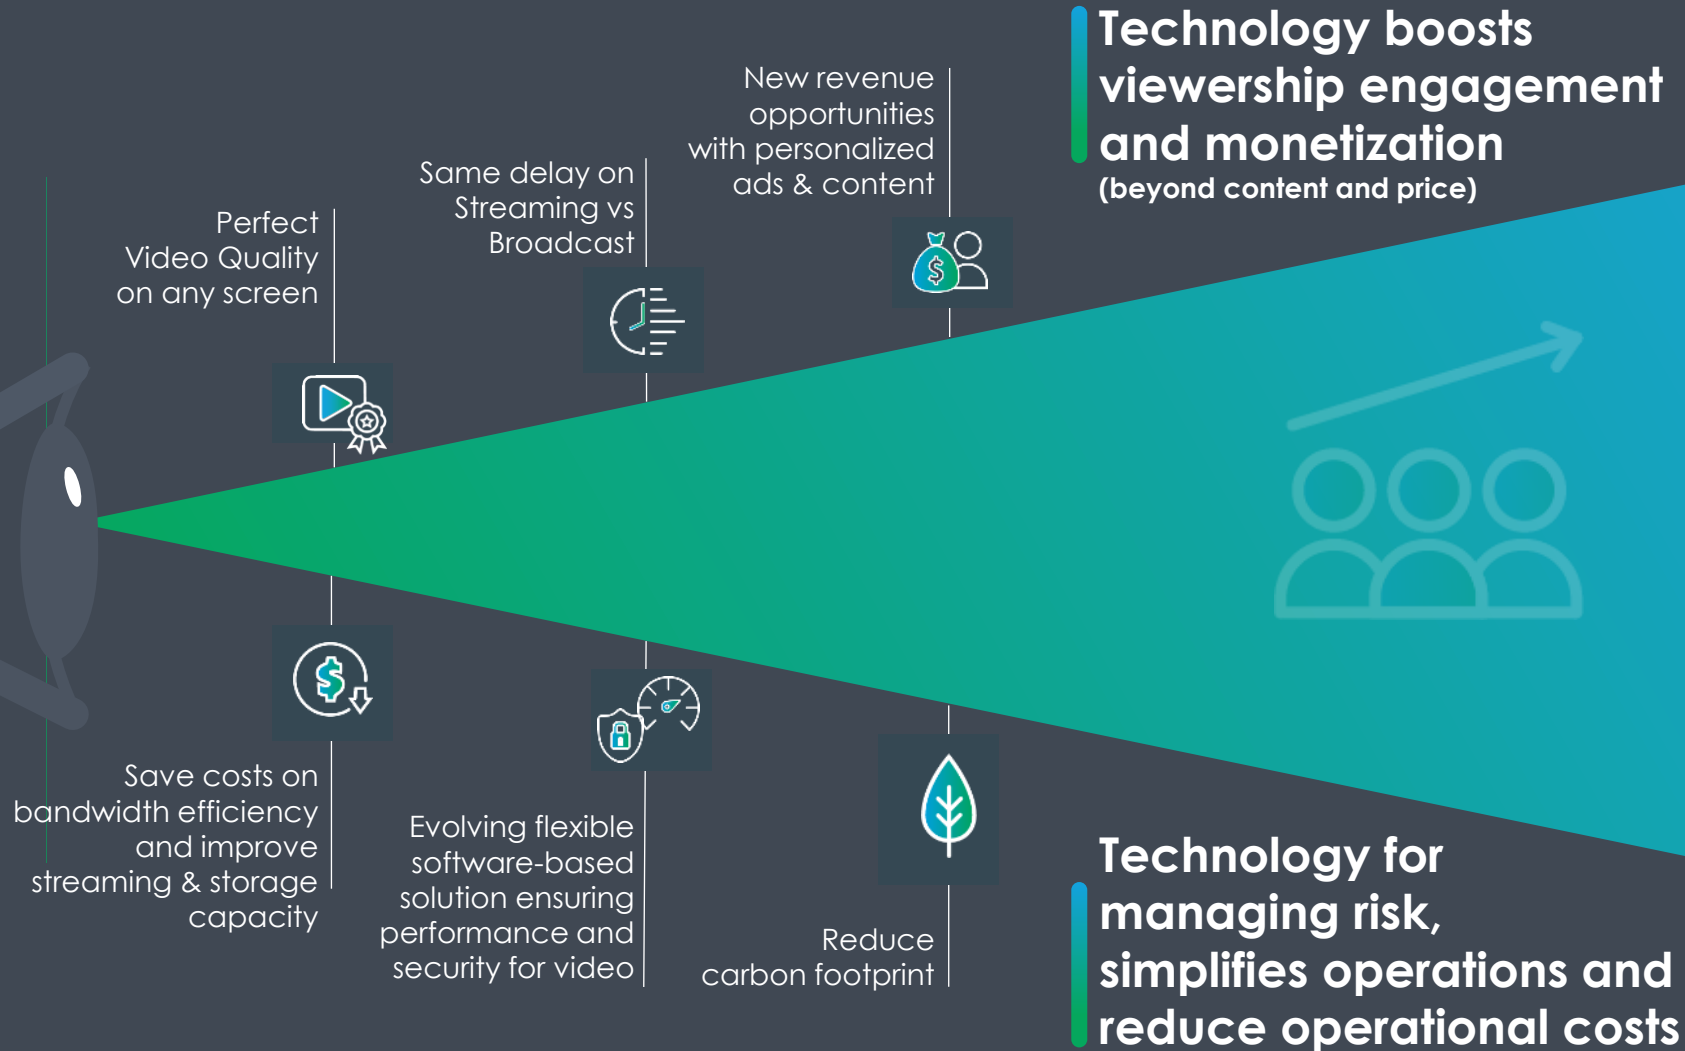 Technology boosts
viewership engagement
and monetization
(beyond content and price)
New revenue
opportunities
with personalized
ads & content
Same delay on
Streaming vs
Broadcast
Perfect
Video Quality
on any screen
$
$
Save costs on
bandwidth efficiency
and improve
streaming & storage
capacity
Evolving flexible
software-based
solution ensuring
performance and
security for video
Reduce
carbon footprint
Technology for
managing risk,
simplifies operations and
reduce operational costs